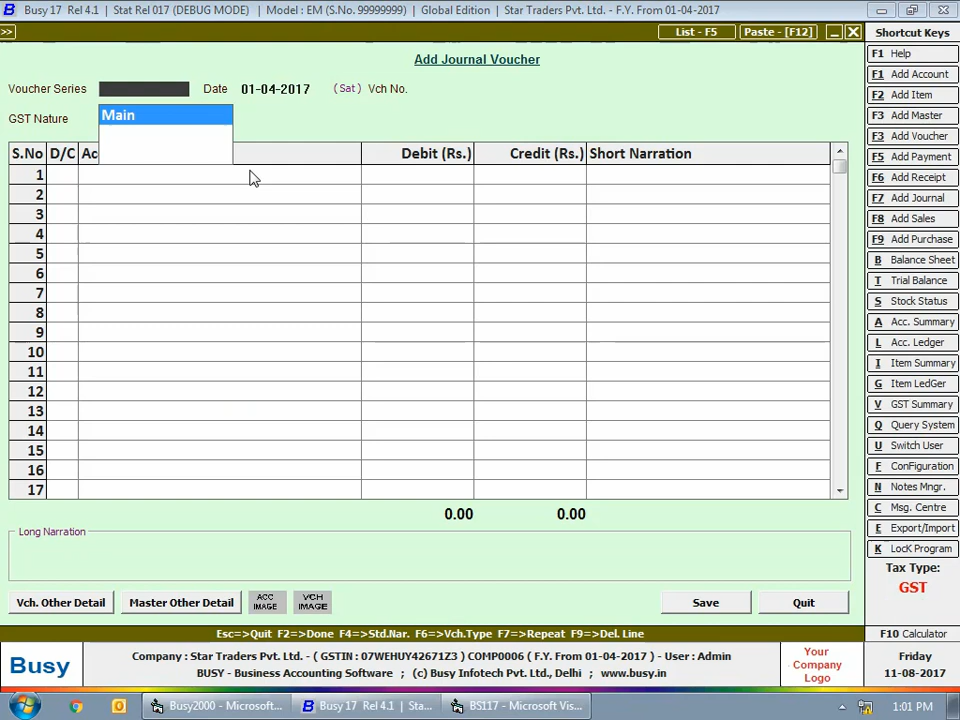 Busy 17 Rel 4.1 | Stat Rel 017 (DEBUG MODE) | Model : EM (S.No. 99999999) | Global Edition | Star Traders Pvt. Ltd. - F.Y. From 01-04-2017
>> List - F5 Paste - [F12] Shortcut Keys
Add Journal Voucher
Voucher Series Date 01-04-2017 (Sat) Vch No.
Main
GST Nature
S.No D/C Ac Debit (Rs.) Credit (Rs.) Short Narration
1
2
3
4
5
6
7
8
9
10
11
12
13
14
15
16
17
0.00 0.00
Long Narration
Vch. Other Detail Master Other Detail ACC IMAGE VCH IMAGE Save Quit
Esc=>Quit F2=>Done F4=>Std.Nar. F6=>Vch.Type F7=>Repeat F9=>Del. Line
Busy
Company : Star Traders Pvt. Ltd. - ( GSTIN : 07WEHUY42671Z3 ) COMP0006 ( F.Y. From 01-04-2017 ) - User : Admin
BUSY - Business Accounting Software ; (c) Busy Infotech Pvt. Ltd., Delhi ; www.busy.in
Your
Company
Logo
F1 Help
F1 Add Account
F2 Add Item
F3 Add Master
F3 Add Voucher
F5 Add Payment
F6 Add Receipt
F7 Add Journal
F8 Add Sales
F9 Add Purchase
B Balance Sheet
T Trial Balance
S Stock Status
A Acc. Summary
L Acc. Ledger
I Item Summary
G Item LedGer
V GST Summary
Q Query System
U Switch User
F ConFiguration
N Notes Mngr.
C Msg. Centre
E Export/Import
K LocK Program
Tax Type:
GST
F10 Calculator
Friday
11-08-2017
Busy2000 - Microsoft... Busy 17 Rel 4.1 | Sta... BS117 - Microsoft Vis... 1:01 PM